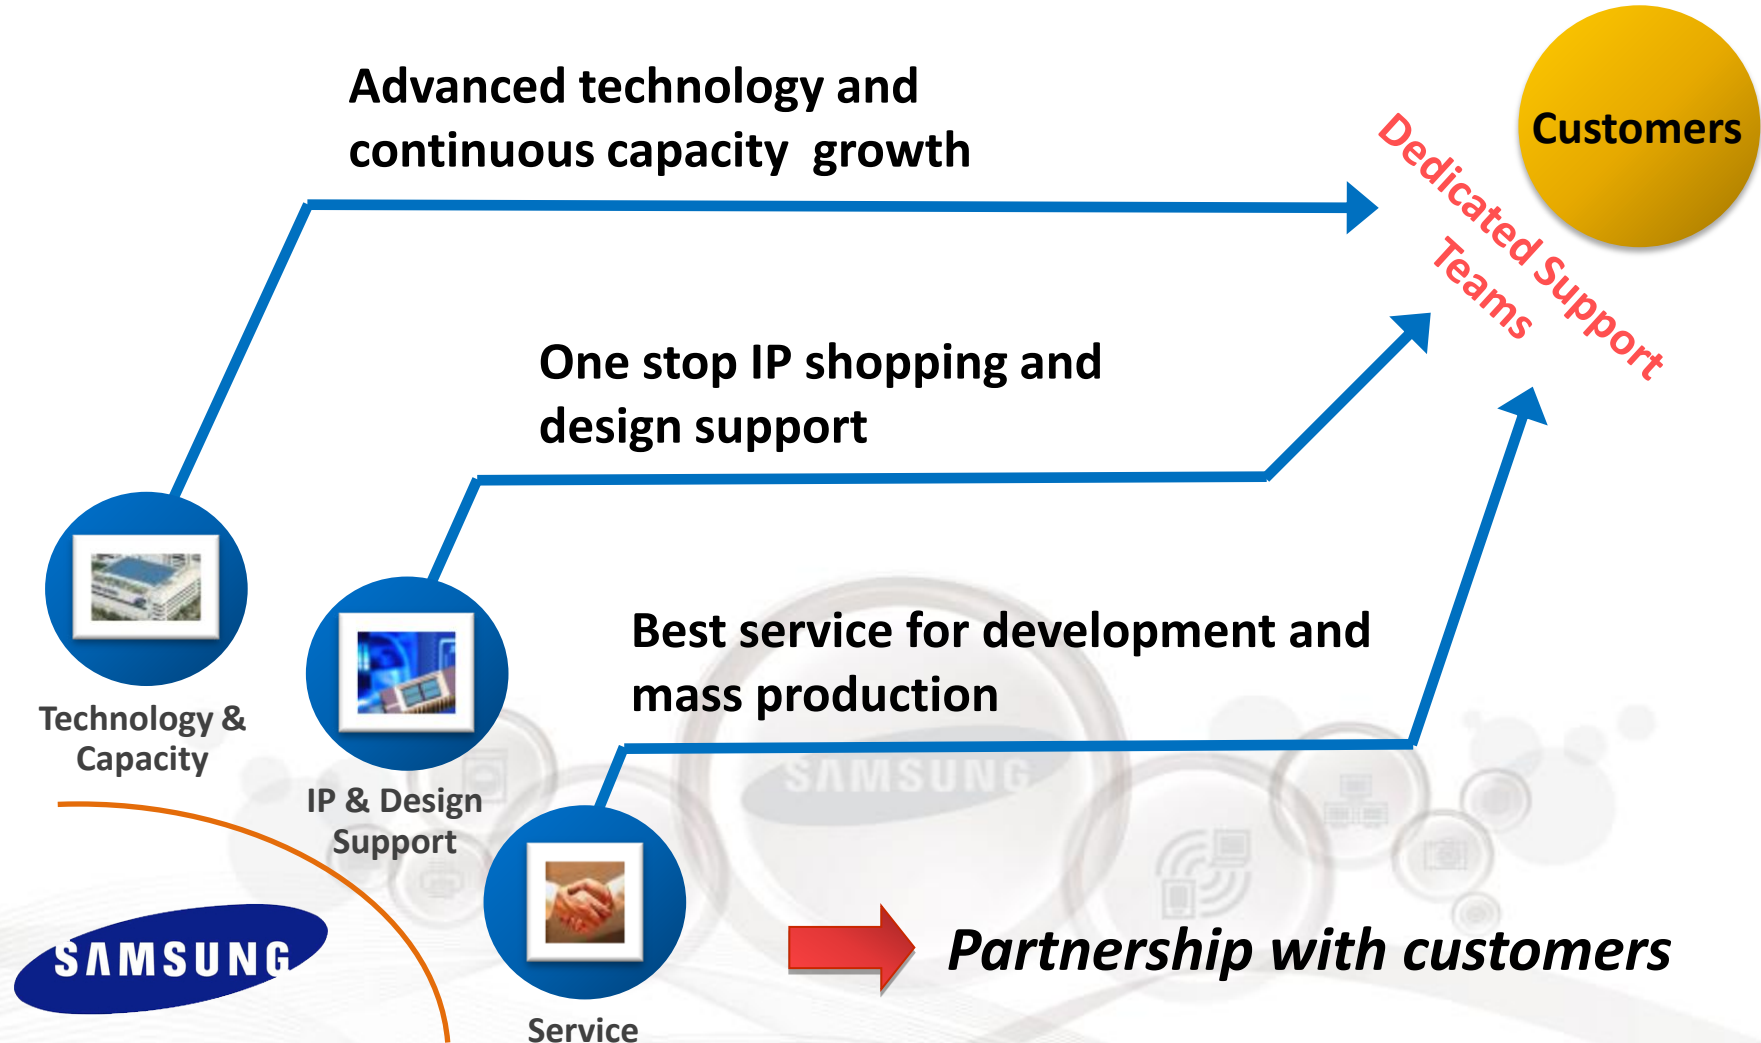 Advanced technology and
continuous capacity  growth
Customers
Dedicated Support
Teams
One stop IP shopping and
design support
Best service for development and
mass production
Technology &
Capacity
IP & Design
Support
SAMSUNG
SAMSUNG
Partnership with customers
Service